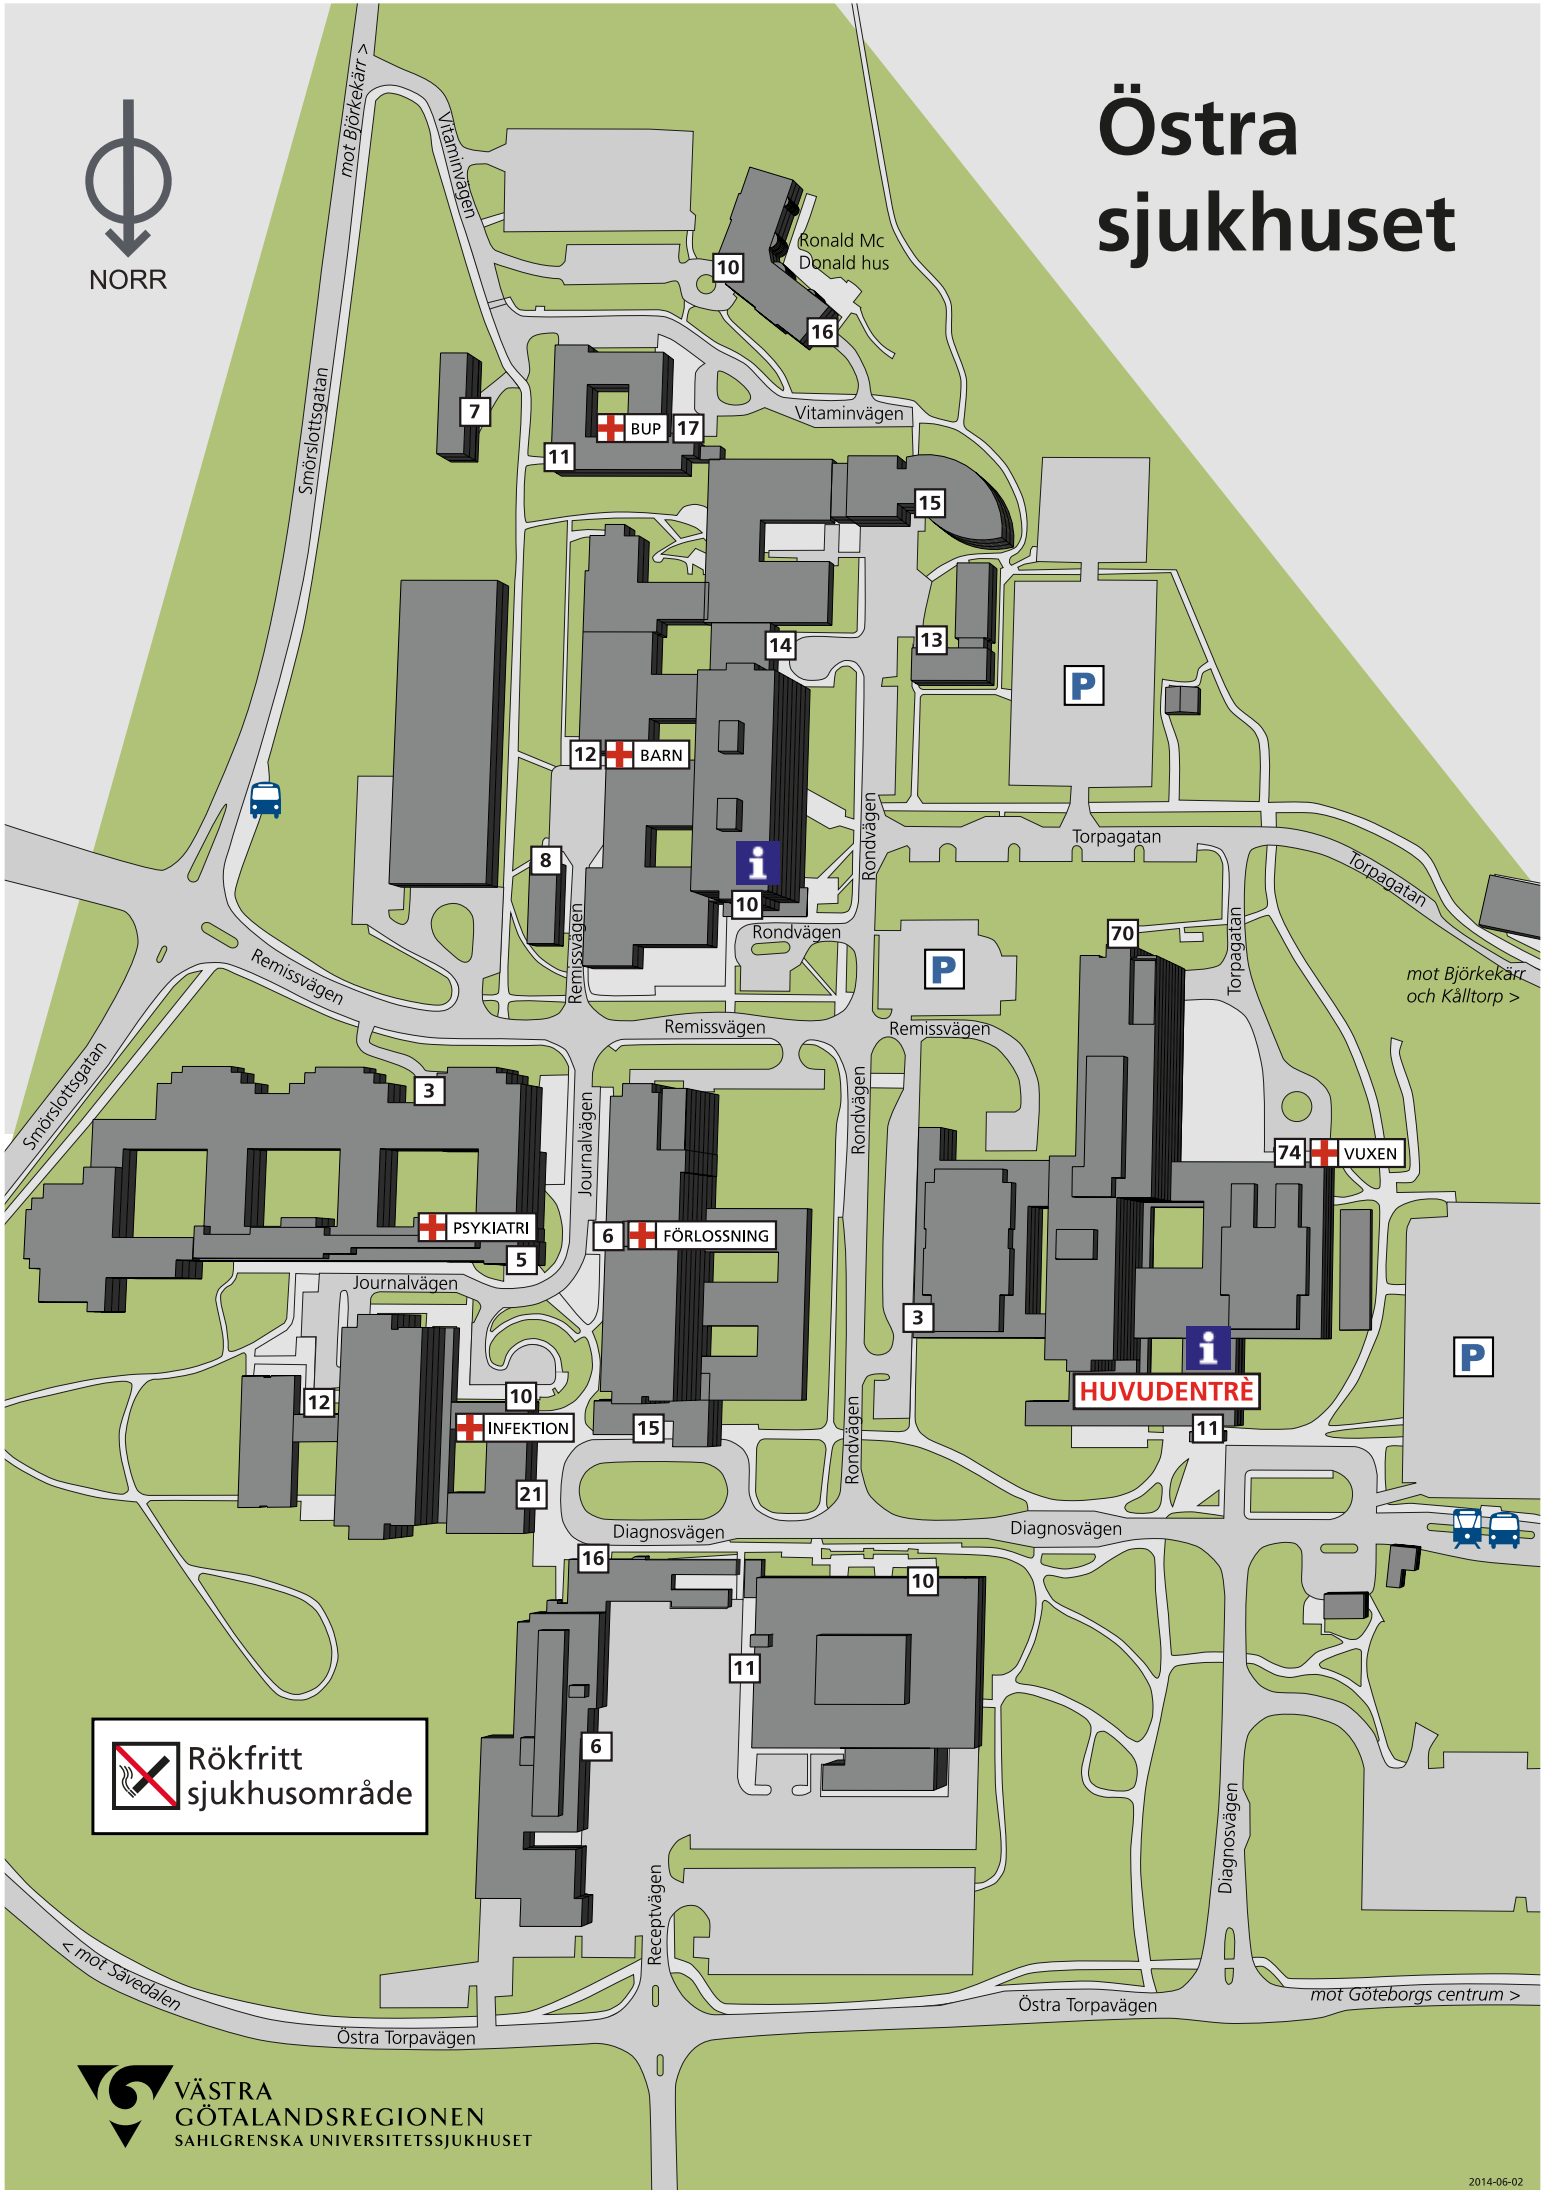 Östra
sjukhuset
NORR
mot Björkekärr >
Vitaminvägen
Ronald Mc
Donald hus
10
16
Smörslottsgatan
7
BUP
17
11
Vitaminvägen
15
14
13
P
12
BARN
Rondvägen
Torpagatan
Torpagatan
8
i
10
Remissvägen
Rondvägen
70
Torpagatan
P
mot Björkekärr
och Kålltorp >
Remissvägen
Remissvägen
Remissvägen
Smörslottsgatan
3
Journalvägen
Rondvägen
74
VUXEN
PSYKIATRI
6
FÖRLOSSNING
5
Journalvägen
3
i
P
HUVUDENTRÈ
12
10
INFEKTION
15
Rondvägen
11
21
Diagnosvägen
Diagnosvägen
16
10
11
6
Rökfritt
sjukhusområde
Diagnosvägen
Receptvägen
< mot Sävedalen
Östra Torpavägen
Östra Torpavägen
mot Göteborgs centrum >
VÄSTRA
GÖTALANDSREGIONEN
SAHLGRENSKA UNIVERSITETSSJUKHUSET
2014-06-02